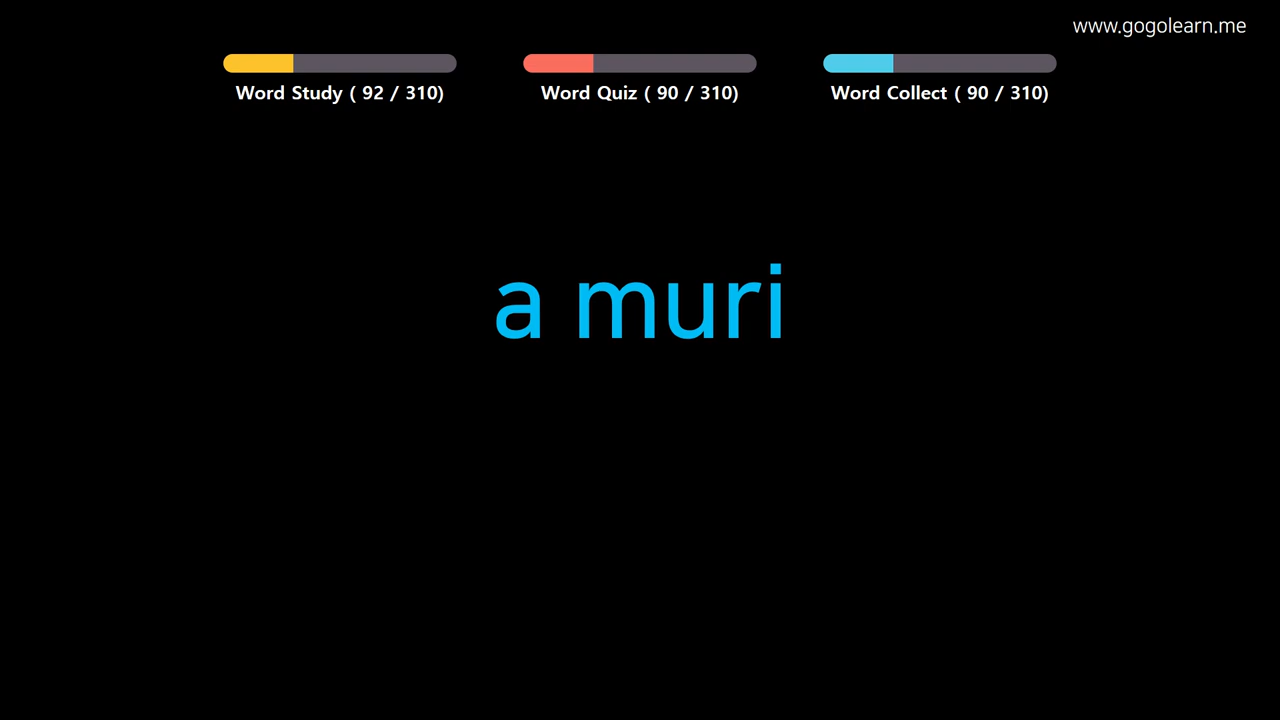 www.gogolearn.me
Word Study ( 92 / 310)
Word Quiz ( 90 / 310)
Word Collect ( 90 / 310)
a muri